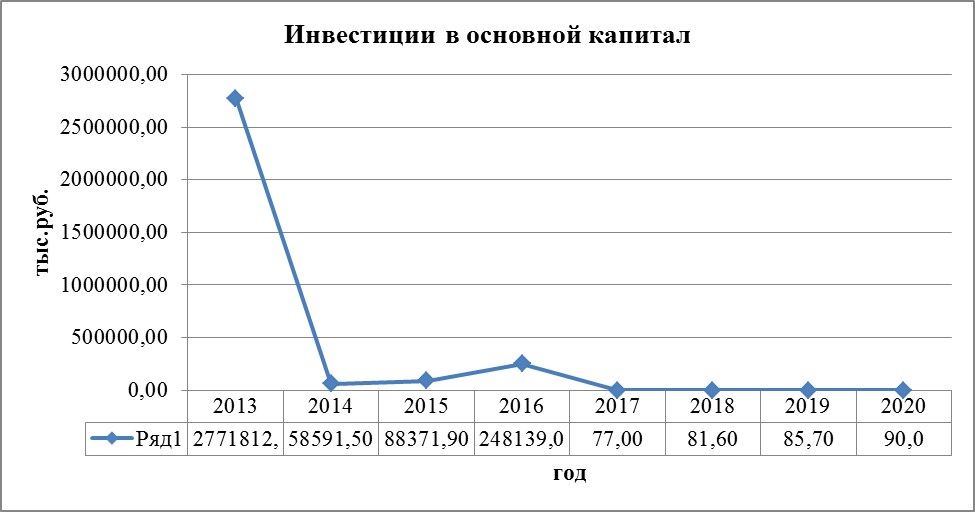 Инвестиции в основной капитал
3000000,00
2500000,00
2000000,00
1500000,00
1000000,00
500000,00
0,00
тыс.руб.
2013 2014 2015 2016 2017 2018 2019 2020
Ряд1 2771812, 58591,50 88371,90 248139,0 77,00 81,60 85,70 90,0
год